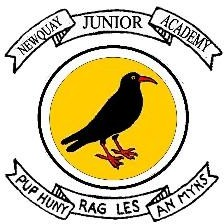 NEWQUAY JUNIOR ACADEMY
PUP HUNY RAG LES AN MYNS